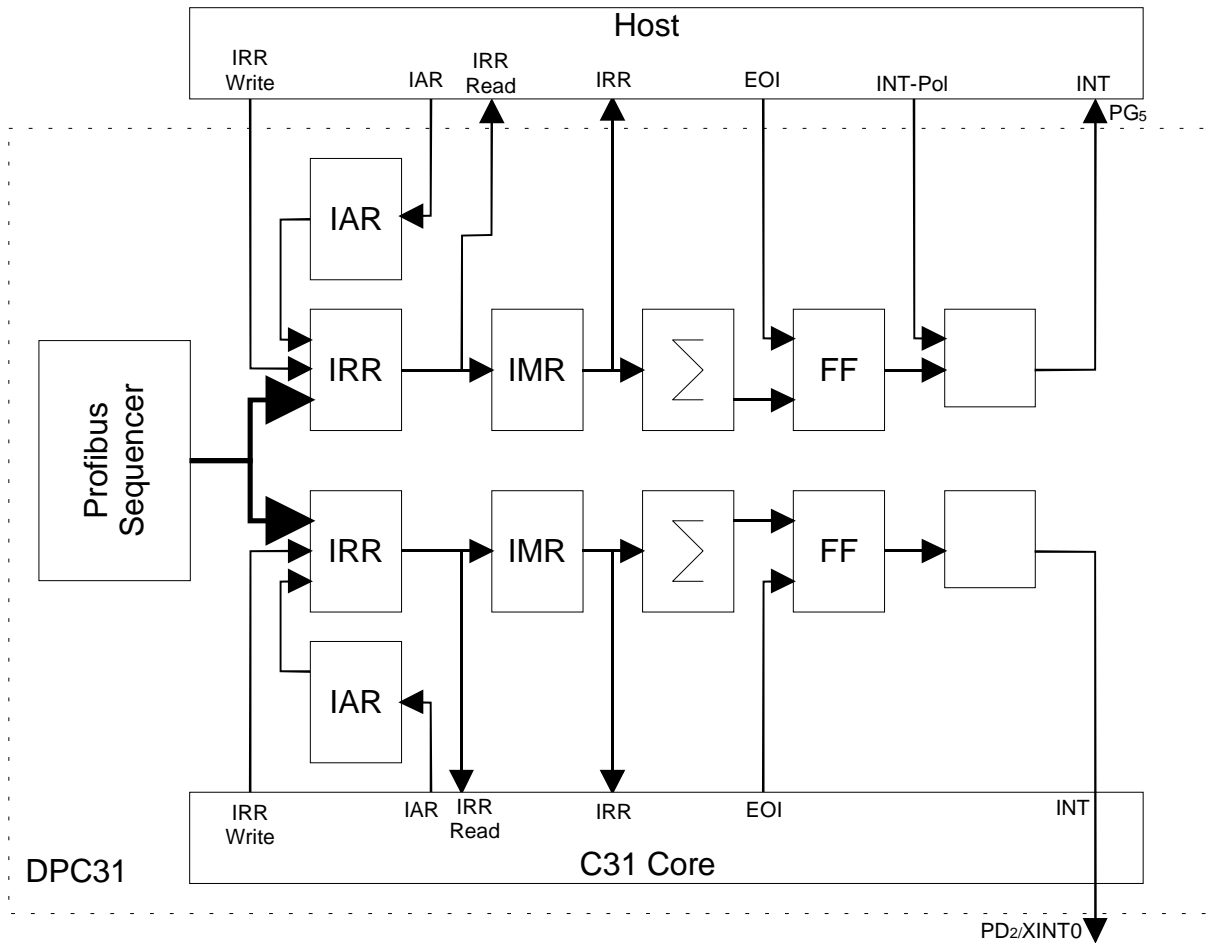 Host
IRR
Write
IAR
IRR
Read
IRR
EOI
INT-Pol
INT
PG5
IAR
IRR
IMR
∑
FF
Profibus
Sequencer
IRR
IMR
∑
FF
IAR
IRR
Write
IAR
IRR
Read
IRR
EOI
INT
C31 Core
DPC31
PD2/XINT0